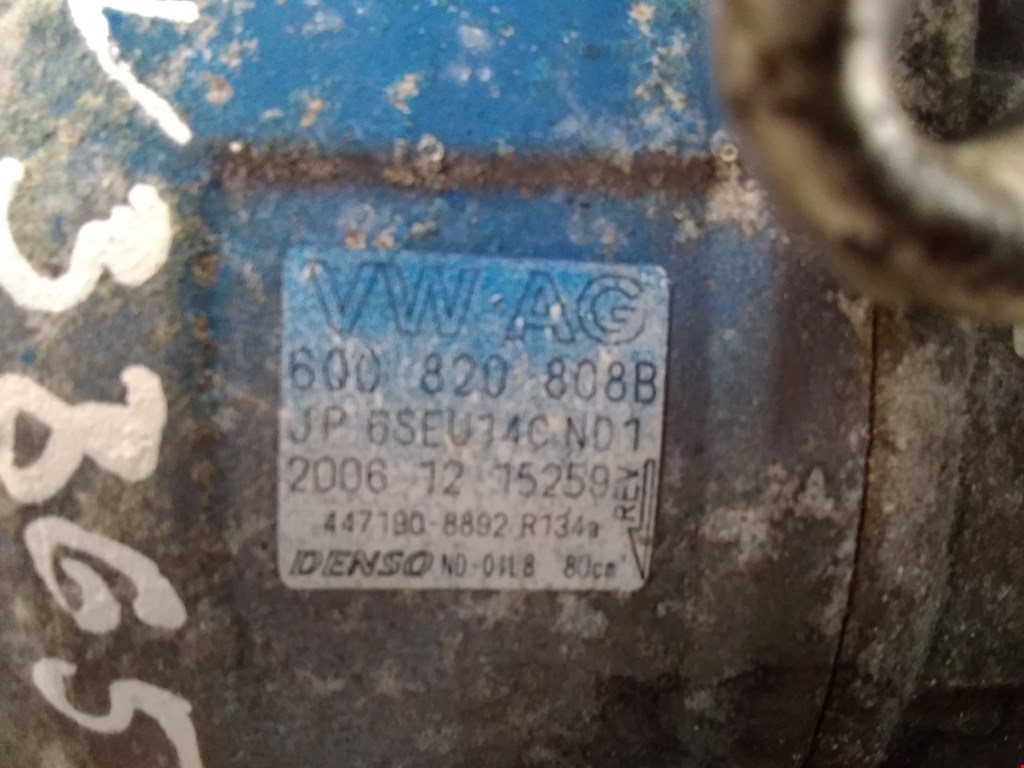 VW AG
6Q0 820 808B
JP 6SEU14C ND1
2006 12 15259
REV
447190-8892 R134a
DENSO ND-OIL8 80cm³
3865